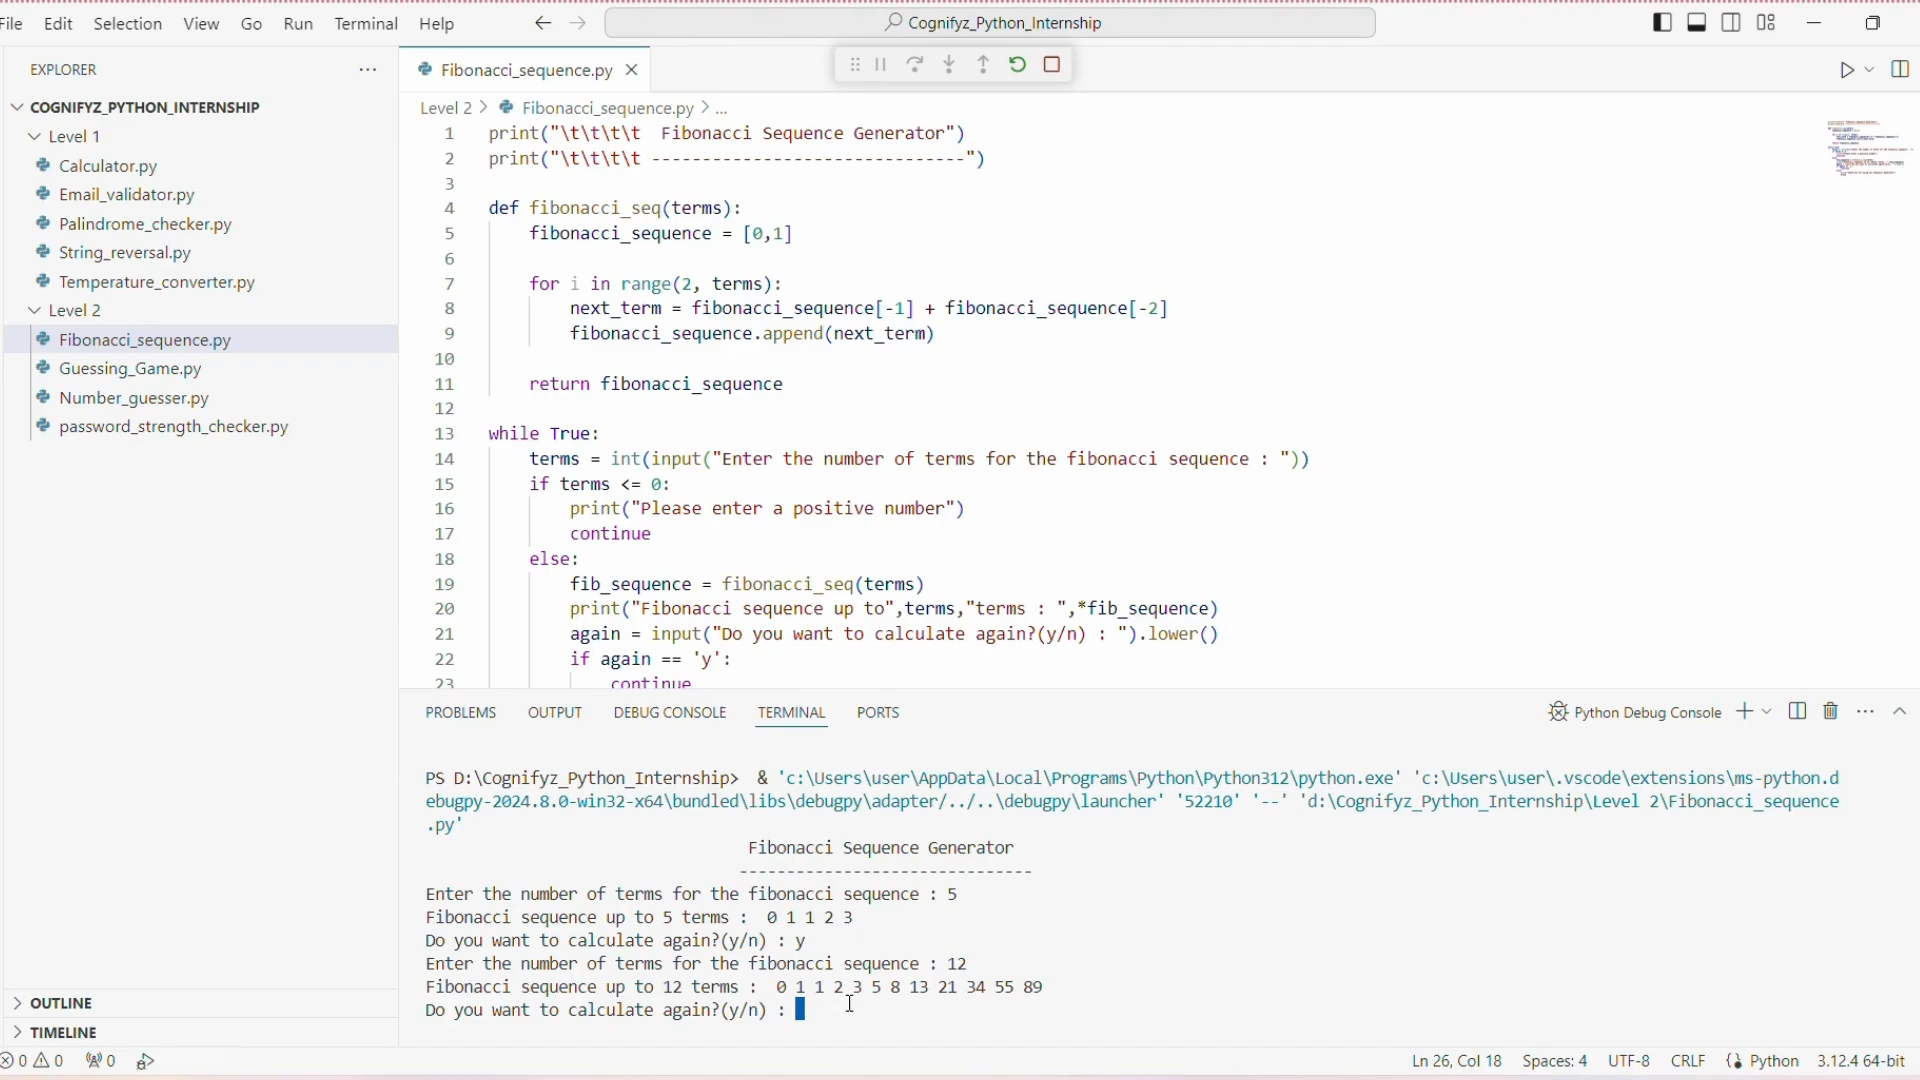 File Edit Selection View Go Run Terminal Help
Cognifyz_Python_Internship
EXPLORER
COGNIFYZ_PYTHON_INTERNSHIP
Level 1
Calculator.py
Email_validator.py
Palindrome_checker.py
String_reversal.py
Temperature_converter.py
Level 2
Fibonacci_sequence.py
Guessing_Game.py
Number_guesser.py
password_strength_checker.py
OUTLINE
TIMELINE
Fibonacci_sequence.py
Level 2 > Fibonacci_sequence.py > ...
1 print("\t\t\t\t  Fibonacci Sequence Generator")
2 print("\t\t\t\t -------------------------------")
3
4 def fibonacci_seq(terms):
5     fibonacci_sequence = [0,1]
6
7     for i in range(2, terms):
8         next_term = fibonacci_sequence[-1] + fibonacci_sequence[-2]
9         fibonacci_sequence.append(next_term)
10
11     return fibonacci_sequence
12
13 while True:
14     terms = int(input("Enter the number of terms for the fibonacci sequence : "))
15     if terms <= 0:
16         print("Please enter a positive number")
17         continue
18     else:
19         fib_sequence = fibonacci_seq(terms)
20         print("Fibonacci sequence up to",terms,"terms : ",*fib_sequence)
21         again = input("Do you want to calculate again?(y/n) : ").lower()
22         if again == 'y':
23             continue
PROBLEMS OUTPUT DEBUG CONSOLE TERMINAL PORTS
Python Debug Console
PS D:\Cognifyz_Python_Internship>  & 'c:\Users\user\AppData\Local\Programs\Python\Python312\python.exe' 'c:\Users\user\.vscode\extensions\ms-python.d
ebugpy-2024.8.0-win32-x64\bundled\libs\debugpy\adapter/../..\debugpy\launcher' '52210' '--' 'd:\Cognifyz_Python_Internship\Level 2\Fibonacci_sequence
.py'
Fibonacci Sequence Generator
-------------------------------
Enter the number of terms for the fibonacci sequence : 5
Fibonacci sequence up to 5 terms :  0 1 1 2 3
Do you want to calculate again?(y/n) : y
Enter the number of terms for the fibonacci sequence : 12
Fibonacci sequence up to 12 terms :  0 1 1 2 3 5 8 13 21 34 55 89
Do you want to calculate again?(y/n) :
0 0 0 Ln 26, Col 18 Spaces: 4 UTF-8 CRLF Python 3.12.4 64-bit